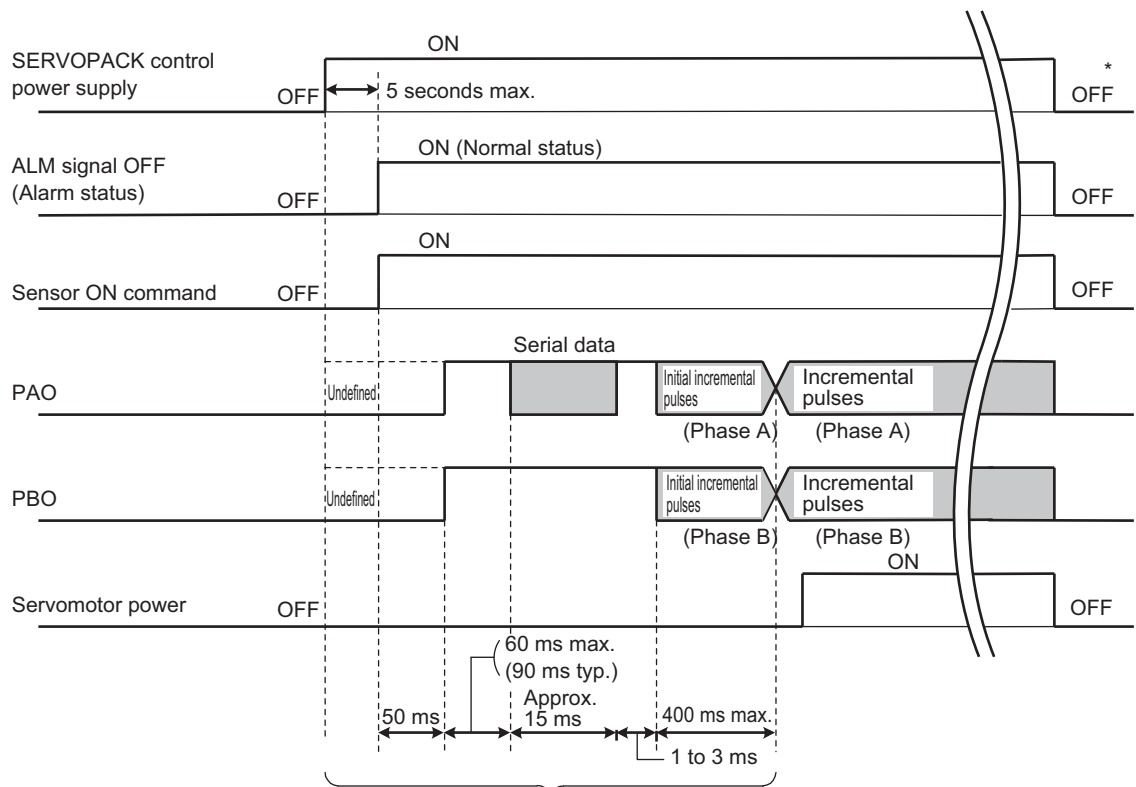 ON
SERVOPACK control
power supply
OFF
5 seconds max.
*
OFF
ON (Normal status)
ALM signal OFF
(Alarm status)
OFF
OFF
ON
Sensor ON command
OFF
OFF
Serial data
PAO
Undefined
Initial incremental
pulses
Incremental
pulses
(Phase A)
(Phase A)
PBO
Undefined
Initial incremental
pulses
Incremental
pulses
(Phase B)
(Phase B)
ON
Servomotor power
OFF
OFF
60 ms max.
(90 ms typ.)
Approx.
50 ms
15 ms
400 ms max.
1 to 3 ms